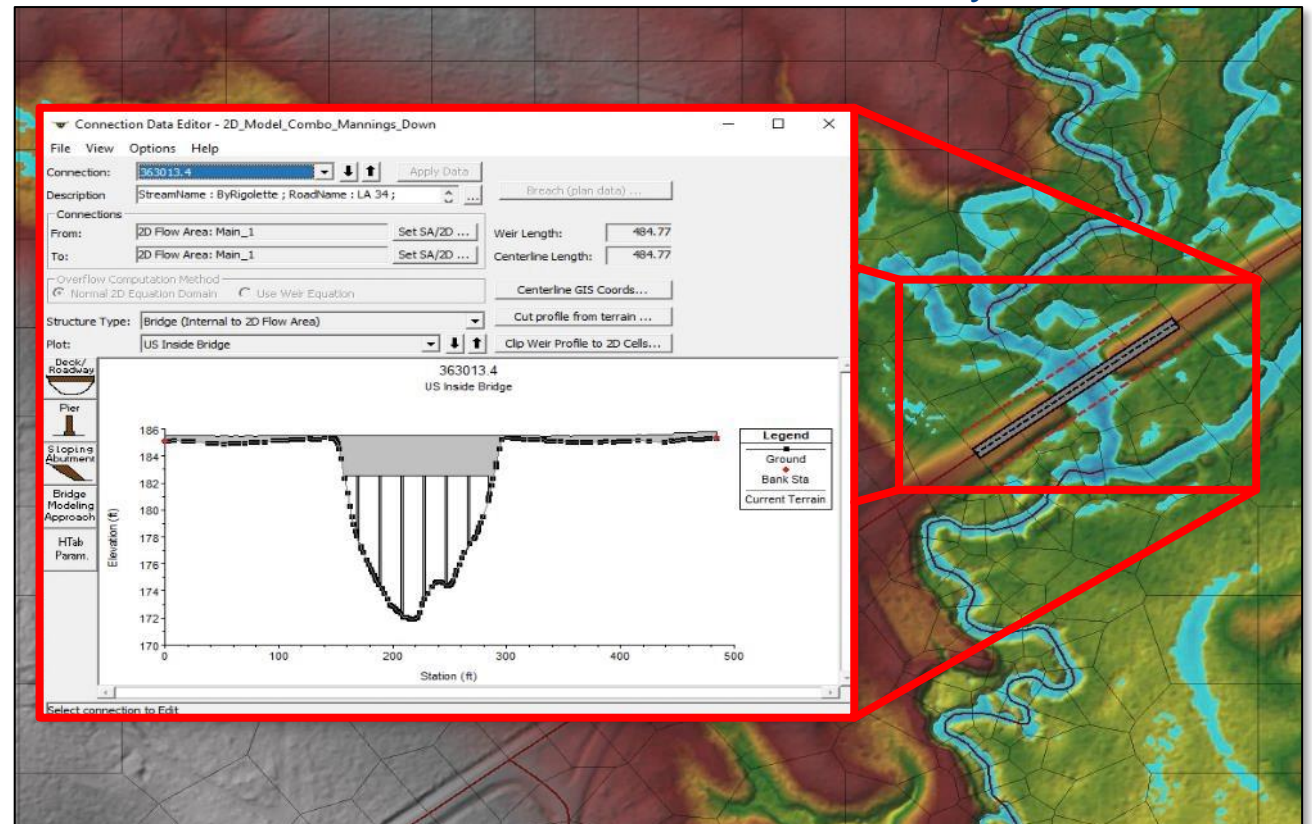 Connection Data Editor - 2D_Model_Combo_Mannings_Down
File View Options Help
Connection: 363013.4 Apply Data
Description StreamName : ByRigolette ; RoadName : LA 34 ; ... Breach (plan data) ...
Connections
From: 2D Flow Area: Main_1 Set SA/2D ... Weir Length: 484.77
To: 2D Flow Area: Main_1 Set SA/2D ... Centerline Length: 484.77
Overflow Computation Method
Normal 2D Equation Domain Use Weir Equation Centerline GIS Coords...
Structure Type: Bridge (Internal to 2D Flow Area) Cut profile from terrain ...
Plot: US Inside Bridge Clip Weir Profile to 2D Cells...
Deck/
Roadway
Pier
Sloping
Abutment
Bridge
Modeling
Approach
HTab
Param.
363013.4
US Inside Bridge
Elevation (ft)
186
184
182
180
178
176
174
172
170
0 100 200 300 400 500
Station (ft)
Legend
Ground
Bank Sta
Current Terrain
Select connection to Edit